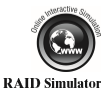 Online Interactive Simulation
.WWW
RAID Simulator